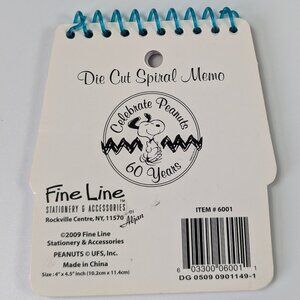 Die Cut Spiral Memo
Celebrate Peanuts
60 Years
Fine Line
STATIONERY & ACCESSORIES
Rockville Centre, NY, 11570
by Aljan
©2009 Fine Line
Stationery & Accessories
PEANUTS © UFS, Inc.
Made in China
Size: 4" x 4.5" inch (10.2cm x 11.4cm)
ITEM # 6001
6 03300 06001 1
DG 0509 0901149-1